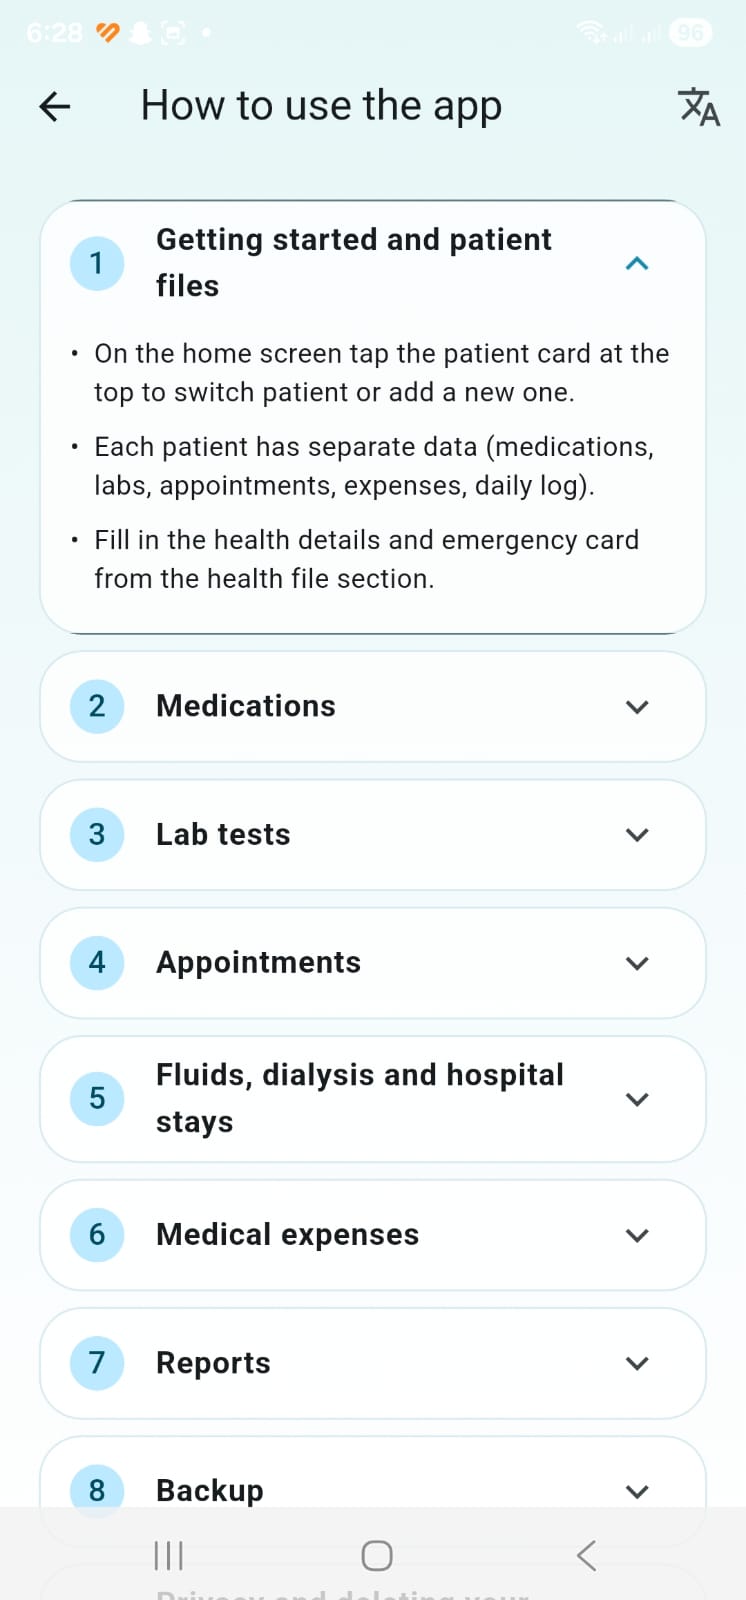 6:28
96
How to use the app
1
Getting started and patient
files
• On the home screen tap the patient card at the
top to switch patient or add a new one.
• Each patient has separate data (medications,
labs, appointments, expenses, daily log).
• Fill in the health details and emergency card
from the health file section.
2 Medications
3 Lab tests
4 Appointments
5
Fluids, dialysis and hospital
stays
6 Medical expenses
7 Reports
8 Backup
Privacy and deleting your